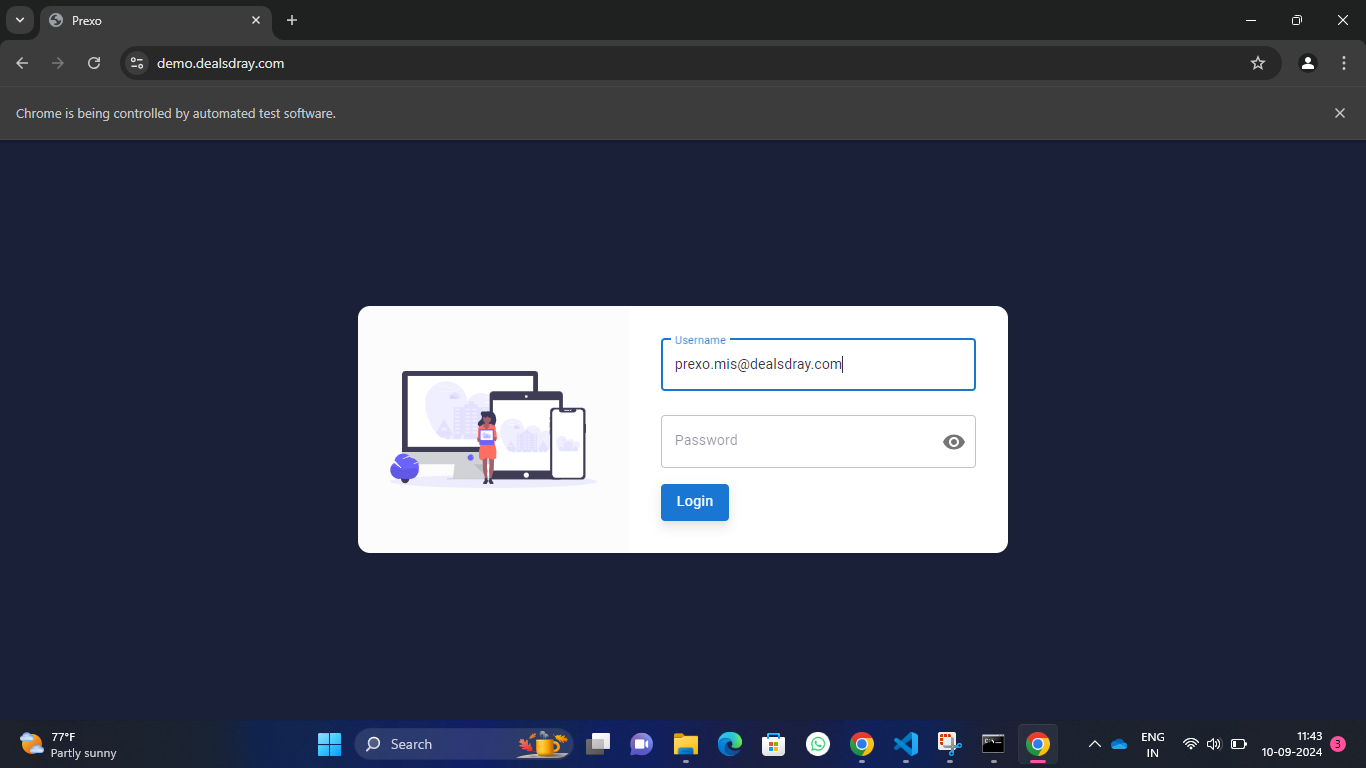 Prexo
demo.dealsdray.com
Chrome is being controlled by automated test software.
Username
prexo.mis@dealsdray.com
Password
Login
77°F
Partly sunny
Search
ENG
IN
11:43
10-09-2024
3